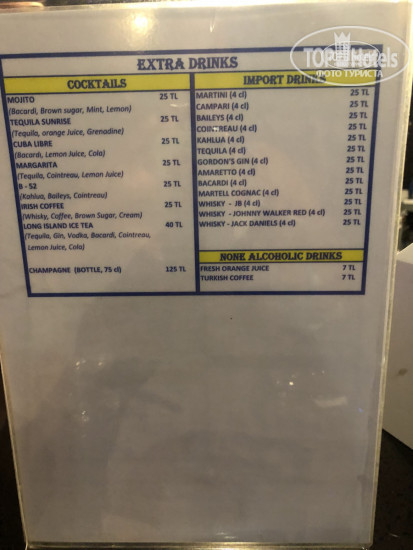 TOP Hotels
ФОТО ТУРИСТА
EXTRA DRINKS
COCKTAILS
MOJITO 25 TL
(Bacardi, Brown sugar, Mint, Lemon)
TEQUILA SUNRISE 25 TL
(Tequila, orange Juice, Grenadine)
CUBA LIBRE 25 TL
(Bacardi, Lemon Juice, Cola)
MARGARITA 25 TL
(Tequila, Cointreau, Lemon Juice)
B - 52 25 TL
(Kahlua, Baileys, Cointreau)
IRISH COFFEE 25 TL
(Whisky, Coffee, Brown Sugar, Cream)
LONG ISLAND ICE TEA 40 TL
(Tequila, Gin, Vodka, Bacardi, Cointreau,
Lemon Juice, Cola)
CHAMPAGNE (BOTTLE, 75 cl) 125 TL
IMPORT DRINKS
MARTINI (4 cl) 25 TL
CAMPARI (4 cl) 25 TL
BAILEYS (4 cl) 25 TL
COINTREAU (4 cl) 25 TL
KAHLUA (4 cl) 25 TL
TEQUILA (4 cl) 25 TL
GORDON'S GIN (4 cl) 25 TL
AMARETTO (4 cl) 25 TL
BACARDI (4 cl) 25 TL
MARTELL COGNAC (4 cl) 25 TL
WHISKY - JB (4 cl) 25 TL
WHISKY - JOHNNY WALKER RED (4 cl) 25 TL
WHISKY - JACK DANIELS (4 cl) 25 TL
NONE ALCOHOLIC DRINKS
FRESH ORANGE JUICE 7 TL
TURKISH COFFEE 7 TL